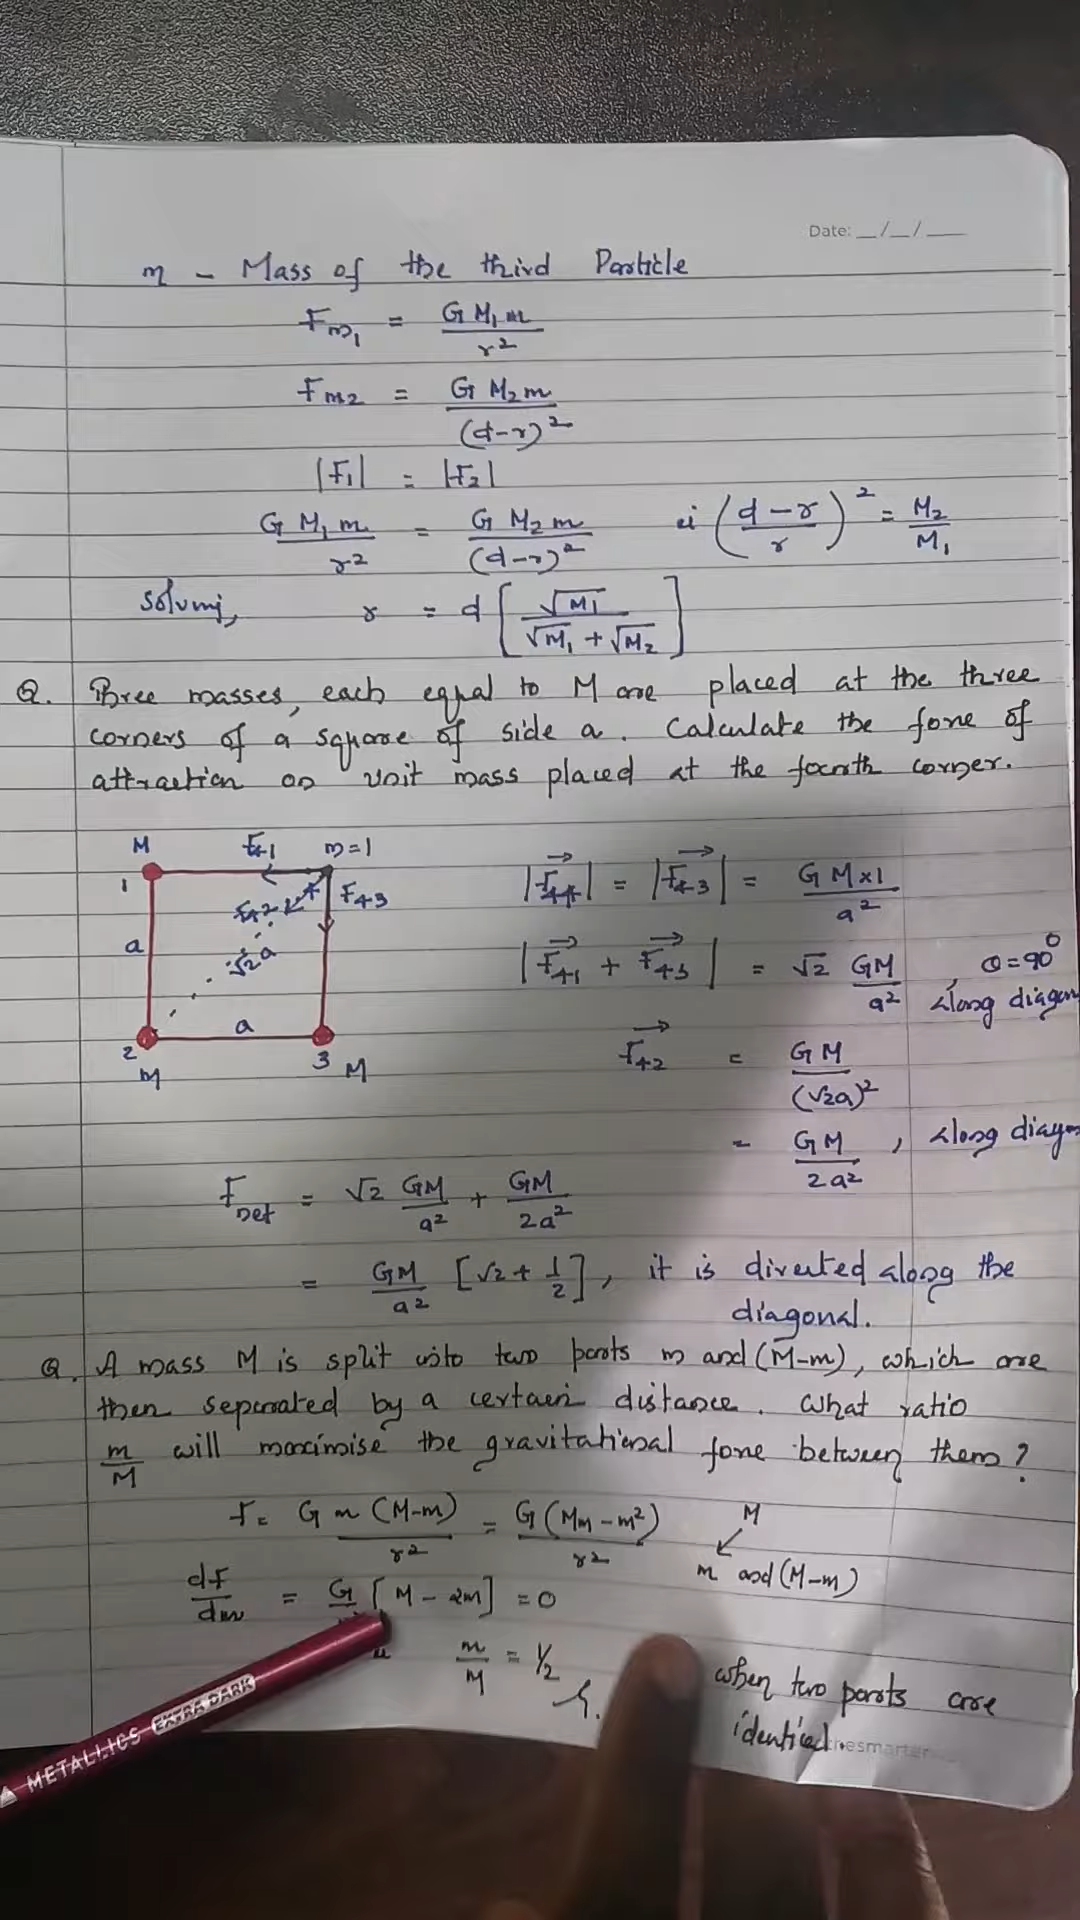 Date: __/__/____
m - Mass of the third Particle
Fm₁ = G M₁ m / r²
Fm₂ = G M₂ m / (d-r)²
|F₁| = |F₂|
G M₁ m / r² = G M₂ m / (d-r)² ie ((d-r)/r)² = M₂/M₁
Solving, r = d [√M₁ / (√M₁ + √M₂)]
Q. Three masses, each equal to M are placed at the three
corners of a square of side a. Calculate the force of
attraction on unit mass placed at the fourth corner.
M F₄₁ m=1
1 F₄₂ F₄₃
a √2 a
a
2 3
M M
|F₄₁| = |F₄₃| = G M×1 / a²
|F₄₁ + F₄₃| = √2 GM/a², θ=90°
along diagon
F₄₂ = GM / (√2a)²
= GM / 2a², along diagon
Fnet = √2 GM/a² + GM/2a²
= GM/a² [√2 + 1/2], it is directed along the
diagonal.
Q. A mass M is split into two parts m and (M-m), which are
then separated by a certain distance. What ratio
m/M will maximise the gravitational force between them?
F = G m (M-m) / r² = G (Mm - m²) / r²
M
m and (M-m)
dF/dm = G [M - 2m] = 0
m/M = 1/2
when two parts are
identical.
METALLICS EXTRA DARK